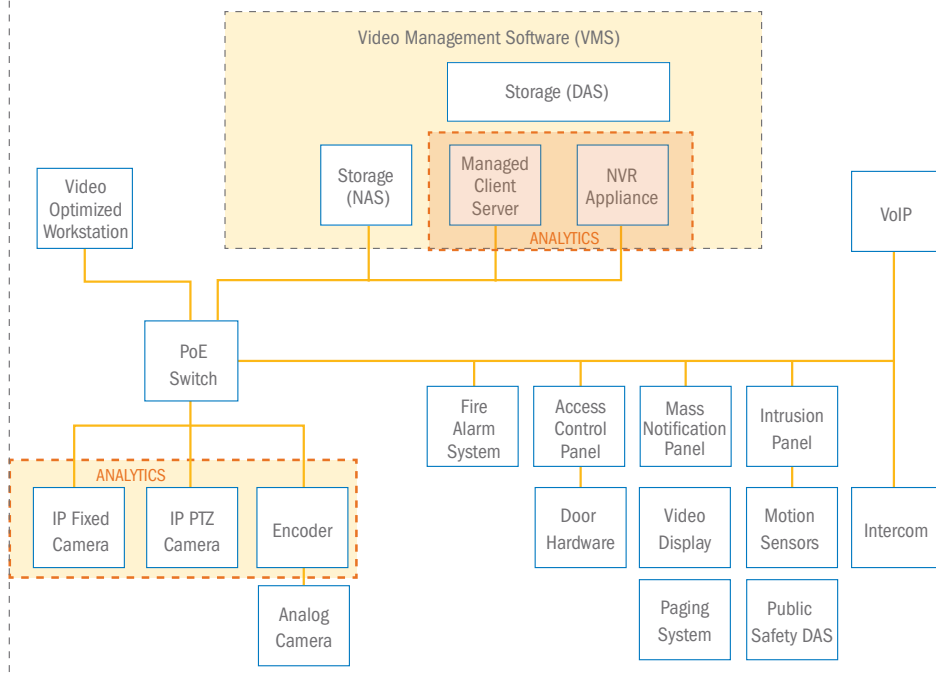 Video Management Software (VMS)
Storage (DAS)
Storage
(NAS)
Managed
Client
Server
NVR
Appliance
ANALYTICS
Video
Optimized
Workstation
VoIP
PoE
Switch
Fire
Alarm
System
Access
Control
Panel
Mass
Notification
Panel
Intrusion
Panel
ANALYTICS
IP Fixed
Camera
IP PTZ
Camera
Encoder
Door
Hardware
Video
Display
Motion
Sensors
Intercom
Analog
Camera
Paging
System
Public
Safety DAS